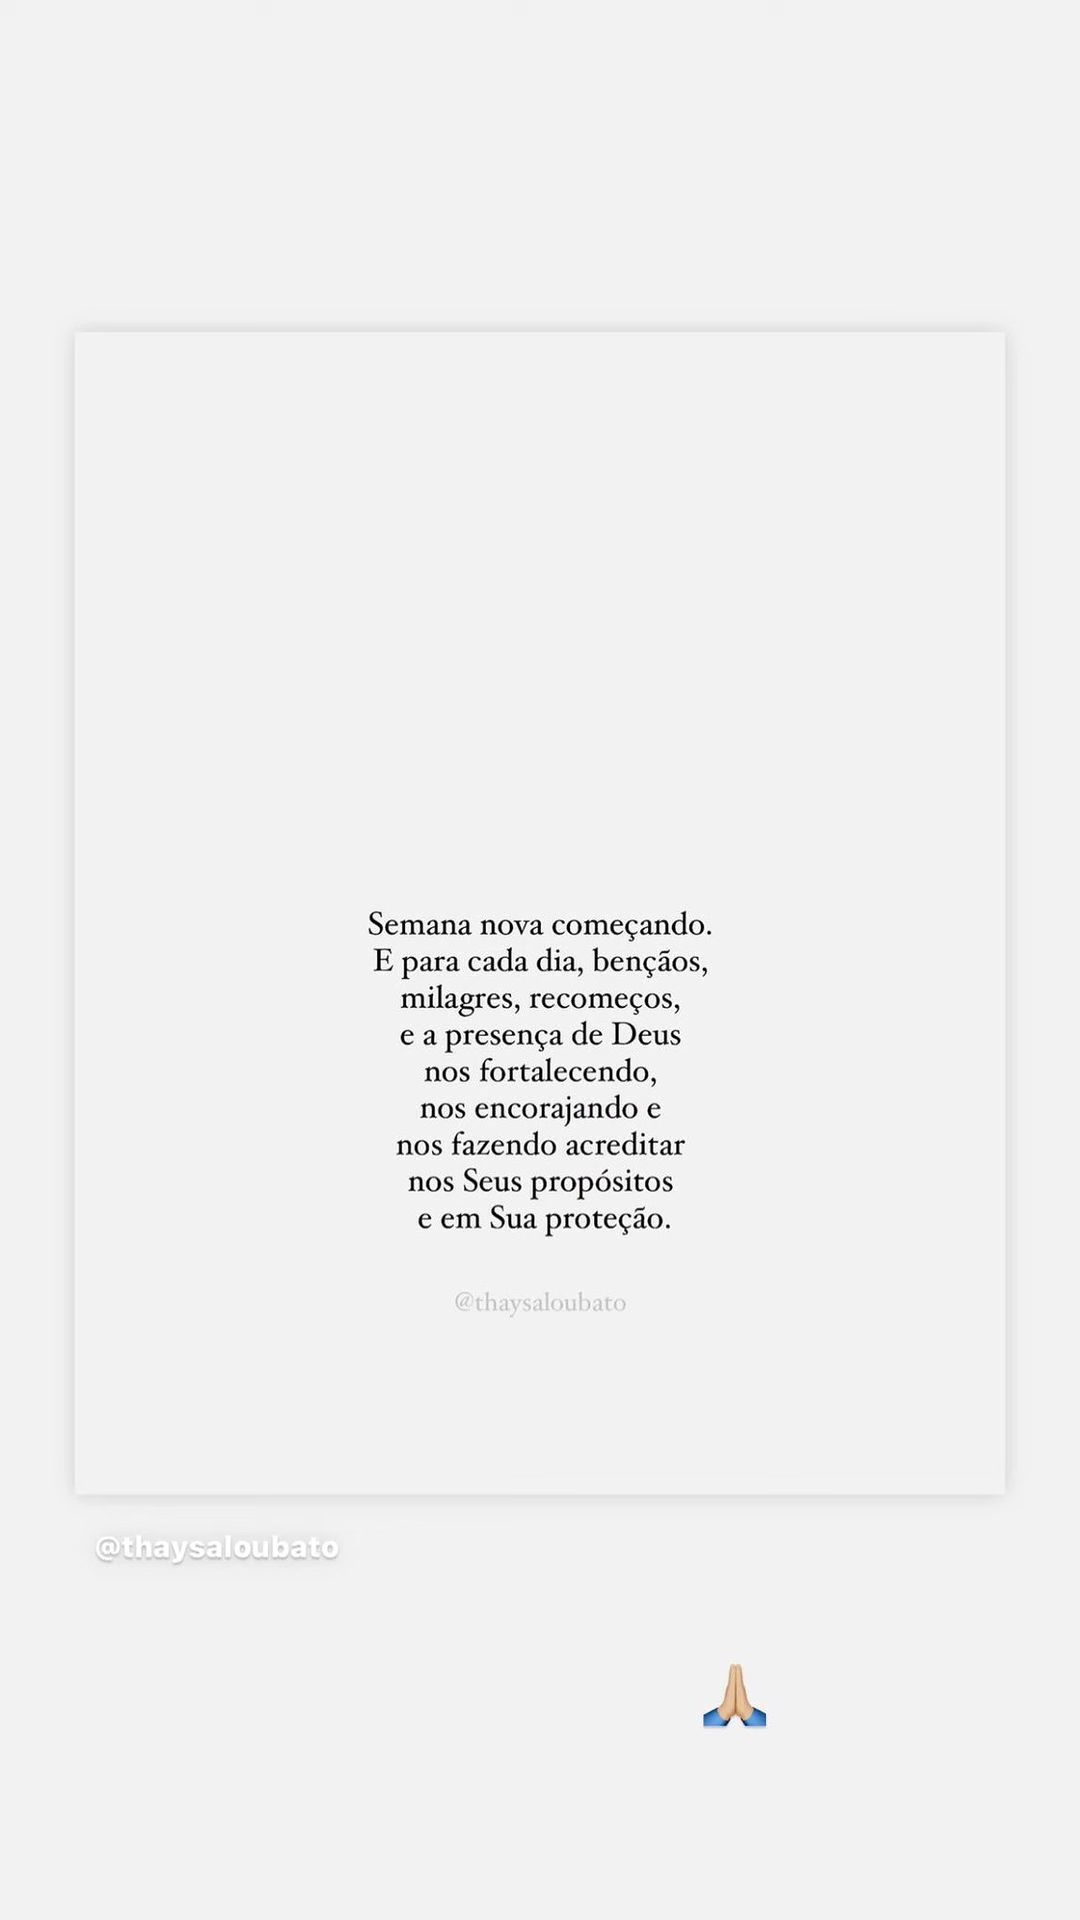 Semana nova começando.
E para cada dia, bençãos,
milagres, recomeços,
e a presença de Deus
nos fortalecendo,
nos encorajando e
nos fazendo acreditar
nos Seus propósitos
e em Sua proteção.
@thaysaloubato
@thaysaloubato